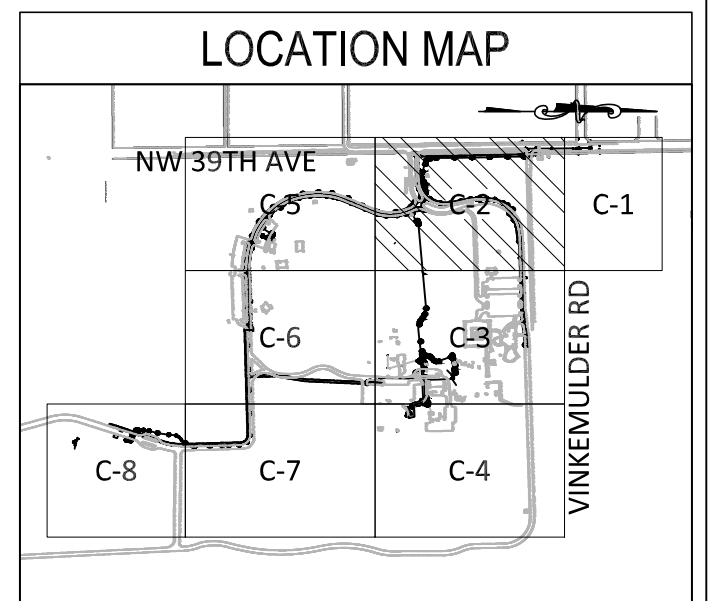 LOCATION MAP
NW 39TH AVE
C-5
C-2
C-1
C-6
C-3
VINKEMULDER RD
C-8
C-7
C-4